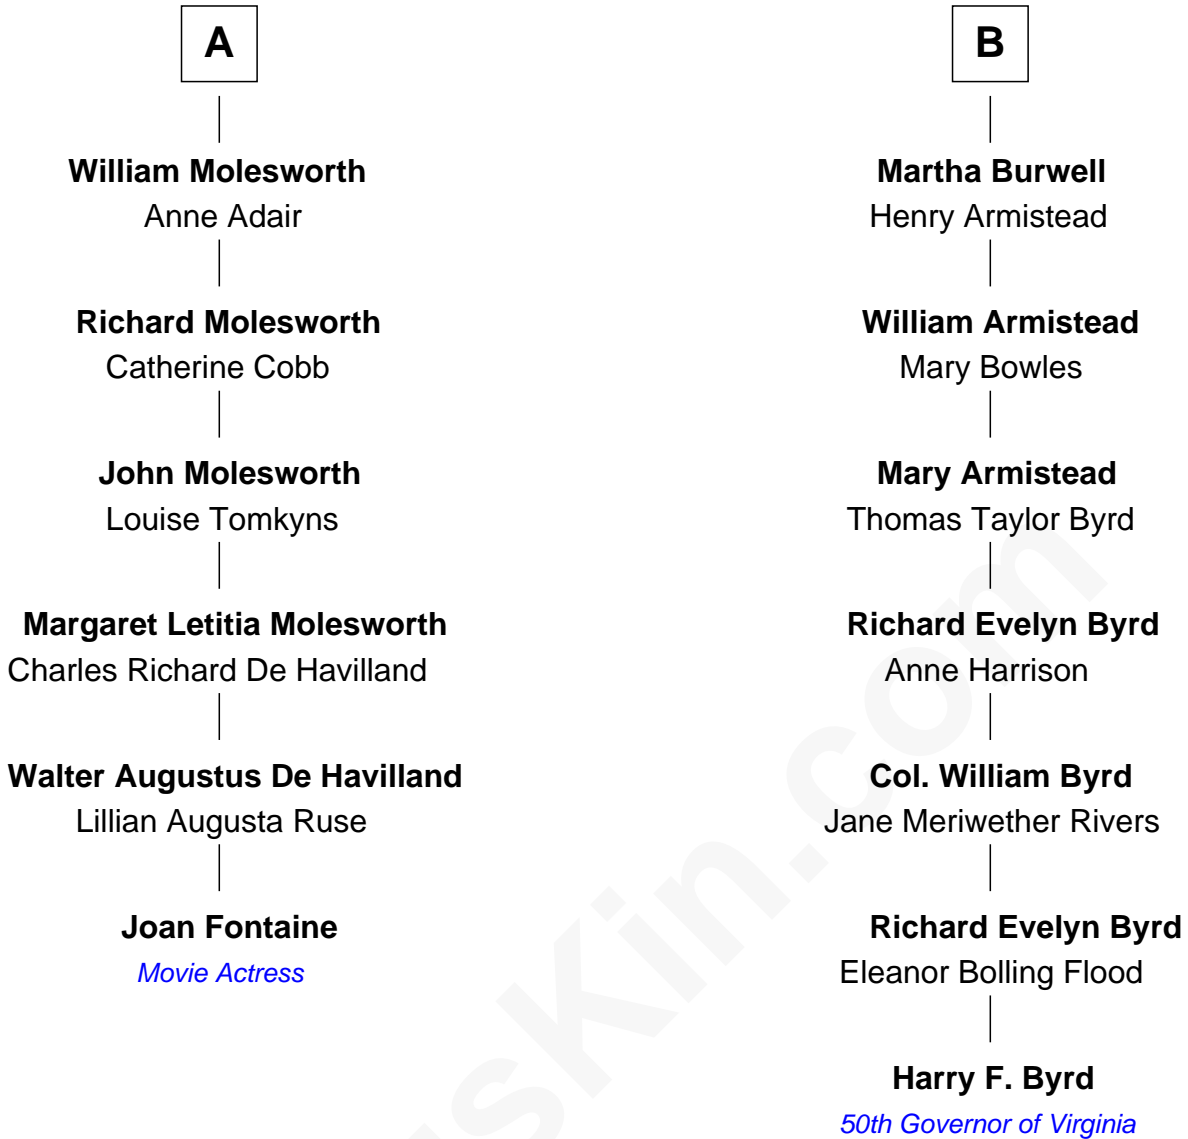 A
William Molesworth
Anne Adair
Richard Molesworth
Catherine Cobb
John Molesworth
Louise Tomkyns
Margaret Letitia Molesworth
Charles Richard De Havilland
Walter Augustus De Havilland
Lillian Augusta Ruse
Joan Fontaine
Movie Actress
B
Martha Burwell
Henry Armistead
William Armistead
Mary Bowles
Mary Armistead
Thomas Taylor Byrd
Richard Evelyn Byrd
Anne Harrison
Col. William Byrd
Jane Meriwether Rivers
Richard Evelyn Byrd
Eleanor Bolling Flood
Harry F. Byrd
50th Governor of Virginia
usKin.com